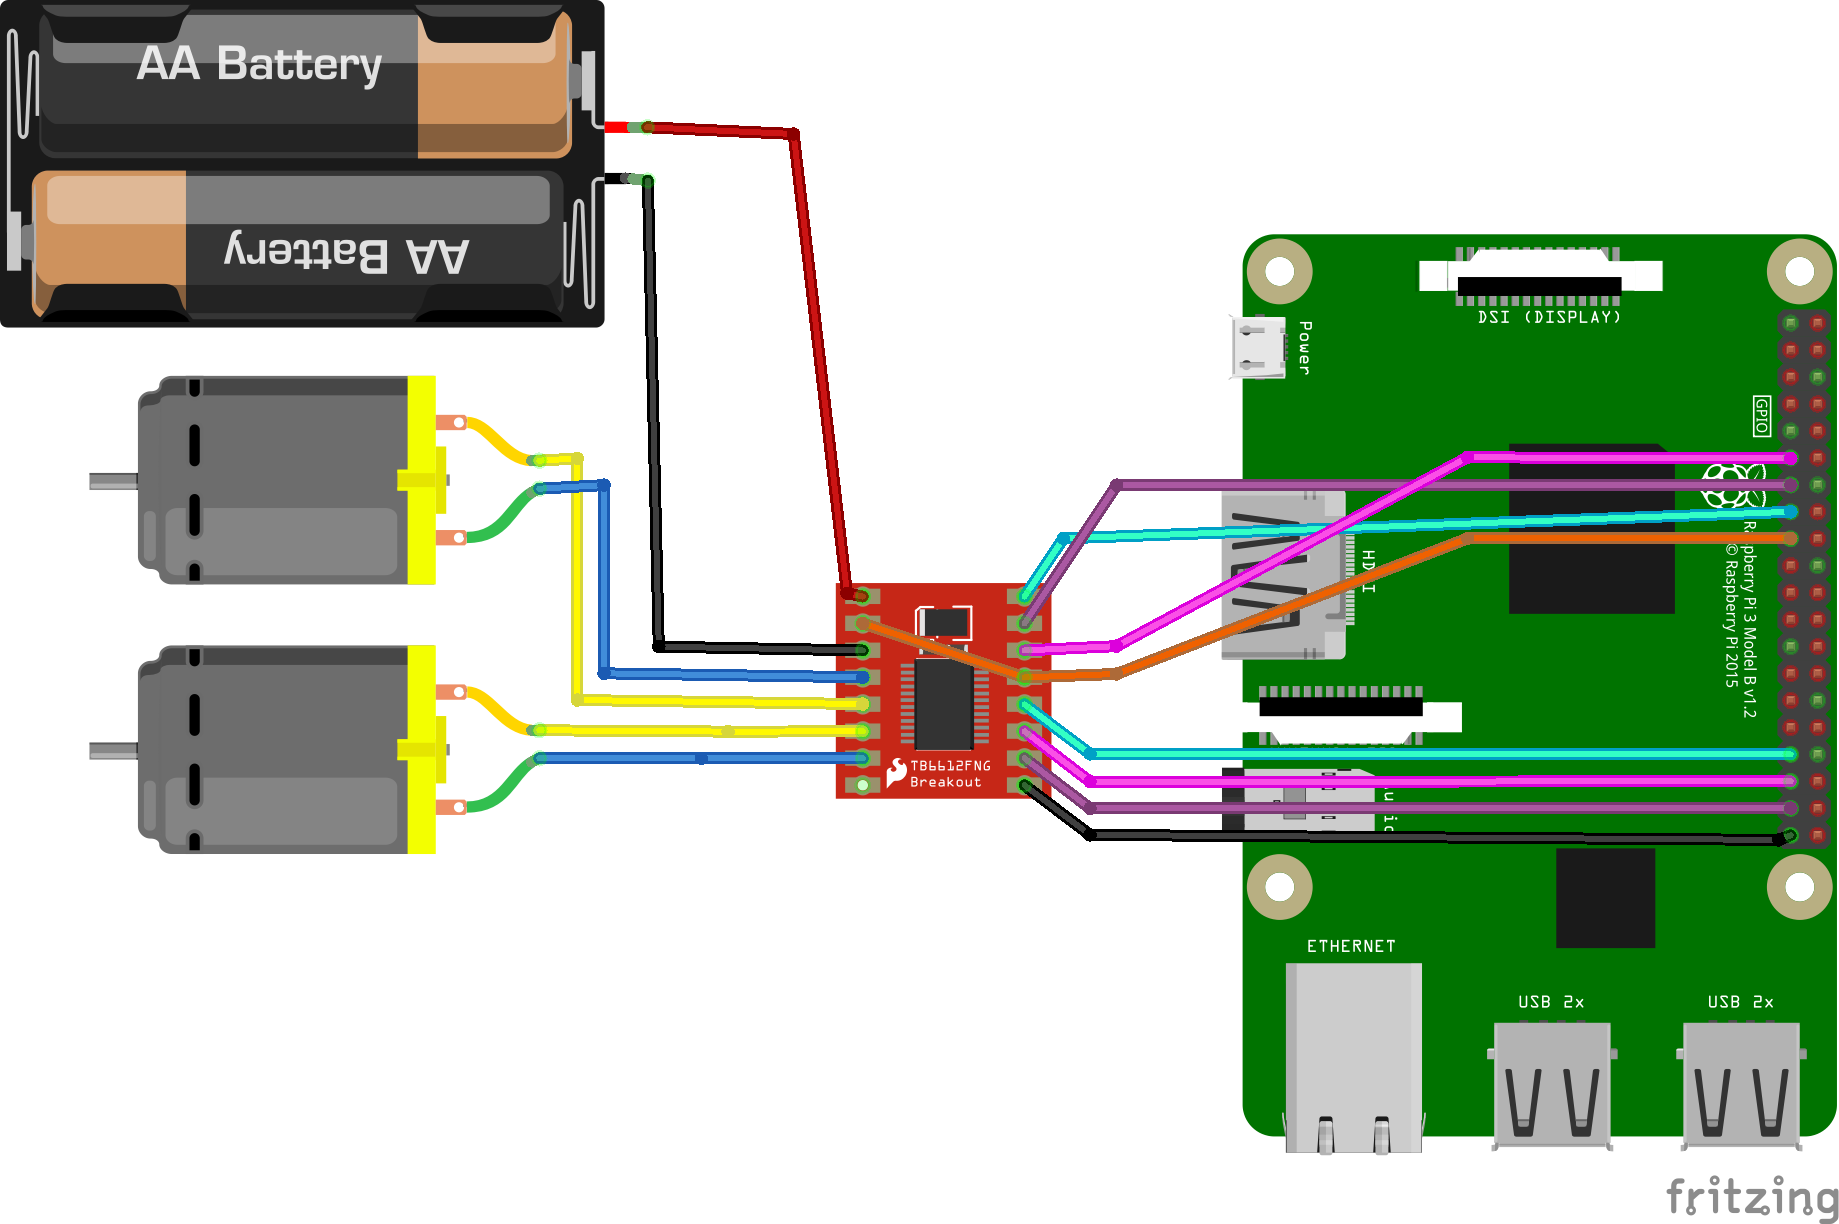 AA Battery
AA Battery
DSI (DISPLAY)
Power
GPIO
HDMI
Raspberry Pi 3 Model B v1.2
© Raspberry Pi 2015
TB6612FNG
Breakout
ETHERNET
USB 2x
USB 2x
fritzing